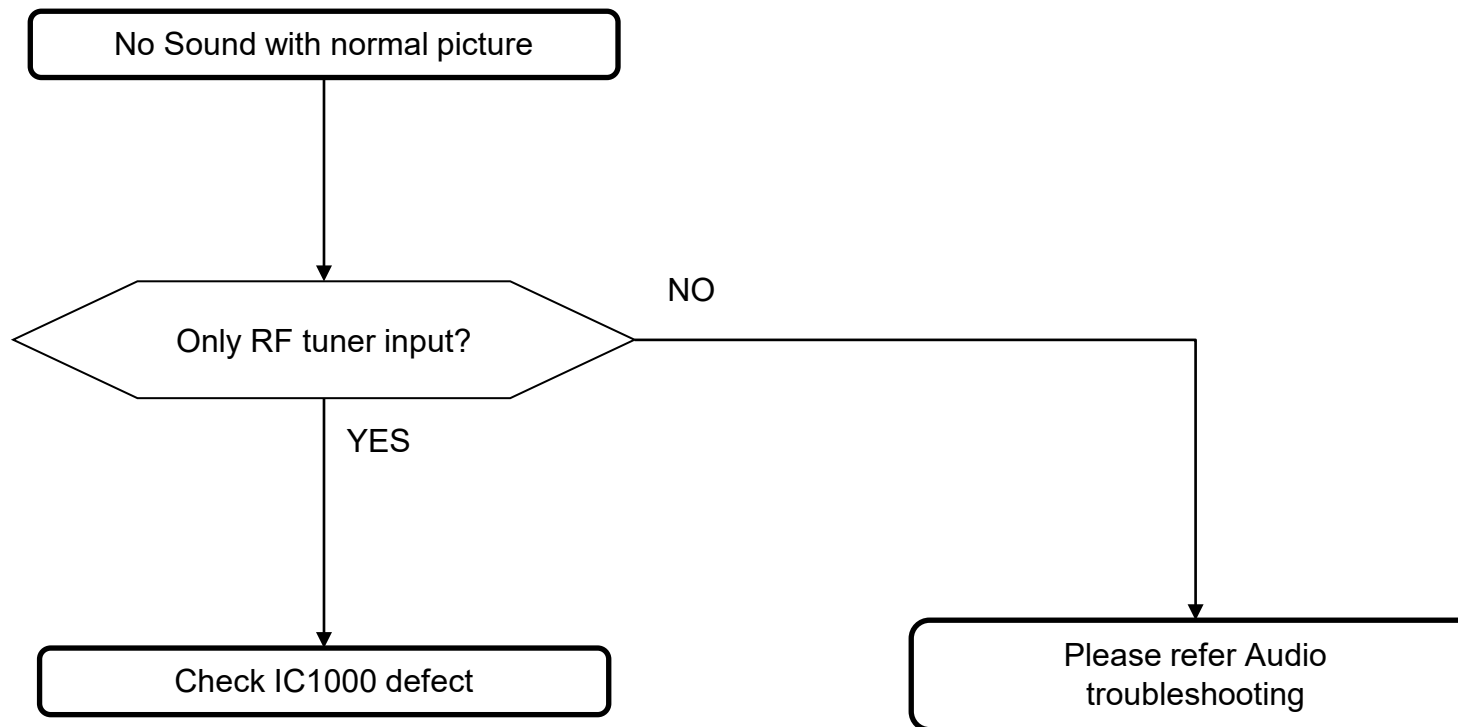 No Sound with normal picture
NO
Only RF tuner input?
YES
Check IC1000 defect
Please refer Audio
troubleshooting